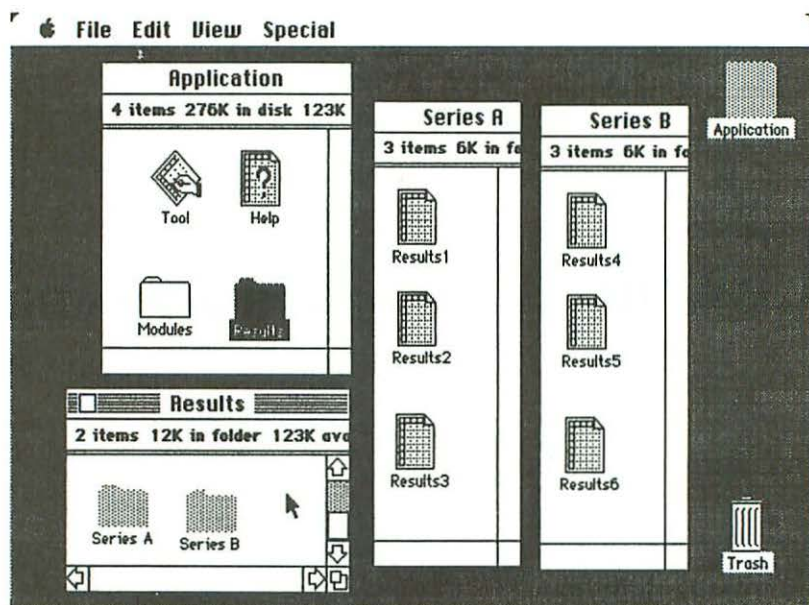 File Edit View Special
Application
4 items 276K in disk 123K
Tool
Help
Modules
Results
Results
2 items 12K in folder 123K ava
Series A
Series B
Series A
3 items 6K in fo
Results1
Results2
Results3
Series B
3 items 6K in fo
Results4
Results5
Results6
Application
Trash